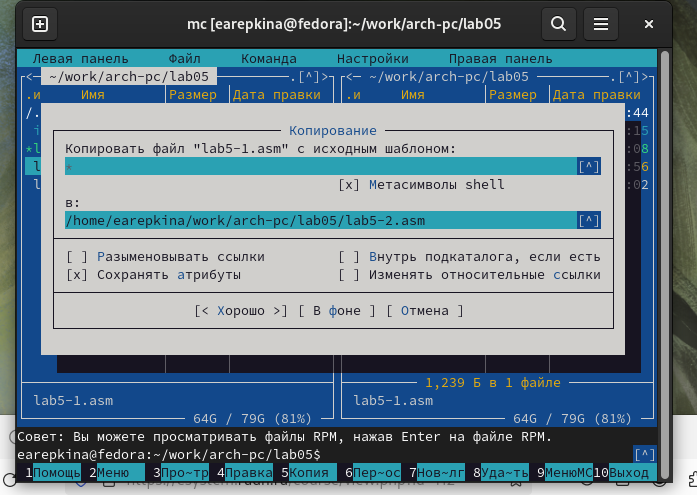 mc [earepkina@fedora]:~/work/arch-pc/lab05
Левая панель Файл Команда Настройки Правая панель
<— ~/work/arch-pc/lab05 .[^]> <— ~/work/arch-pc/lab05 .[^]>
.и Имя Размер Дата правки .и Имя Размер Дата правки
/. :44
:15
*l :08
l :56
l :02
Копирование
Копировать файл "lab5-1.asm" с исходным шаблоном:
* [^]
[x] Метасимволы shell
в:
/home/earepkina/work/arch-pc/lab05/lab5-2.asm [^]
[ ] Разыменовывать ссылки [ ] Внутрь подкаталога, если есть
[x] Сохранять атрибуты [ ] Изменять относительные ссылки
[< Хорошо >] [ В фоне ] [ Отмена ]
1,239 Б в 1 файле
lab5-1.asm lab5-1.asm
64G / 79G (81%) 64G / 79G (81%)
Совет: Вы можете просматривать файлы RPM, нажав Enter на файле RPM.
earepkina@fedora:~/work/arch-pc/lab05$ [^]
1Помощь 2Меню 3Про~тр 4Правка 5Копия 6Пер~ос 7Нов~лг 8Уда~ть 9МенюMC 10Выход